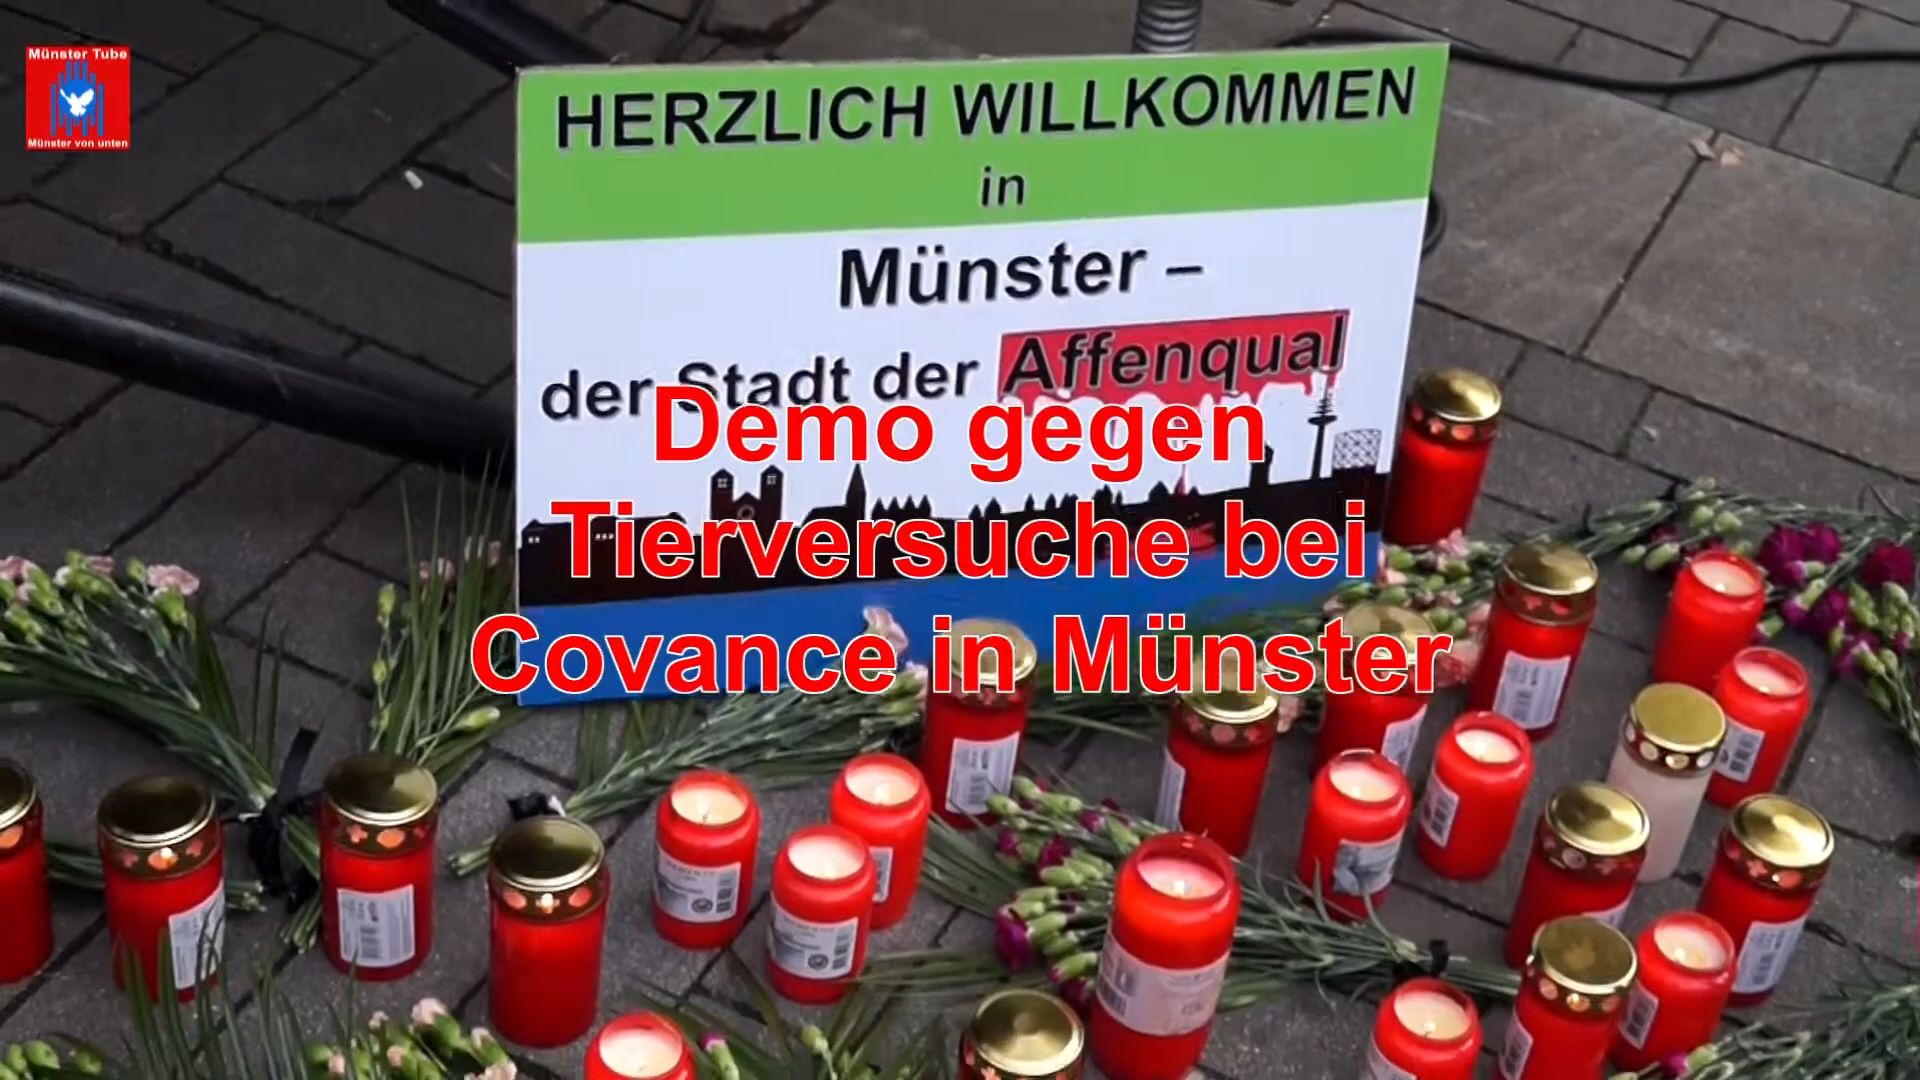 Münster Tube
Münster von unten
HERZLICH WILLKOMMEN
in
Münster –
der Stadt der Affenqual
Demo gegen
Tierversuche bei
Covance in Münster